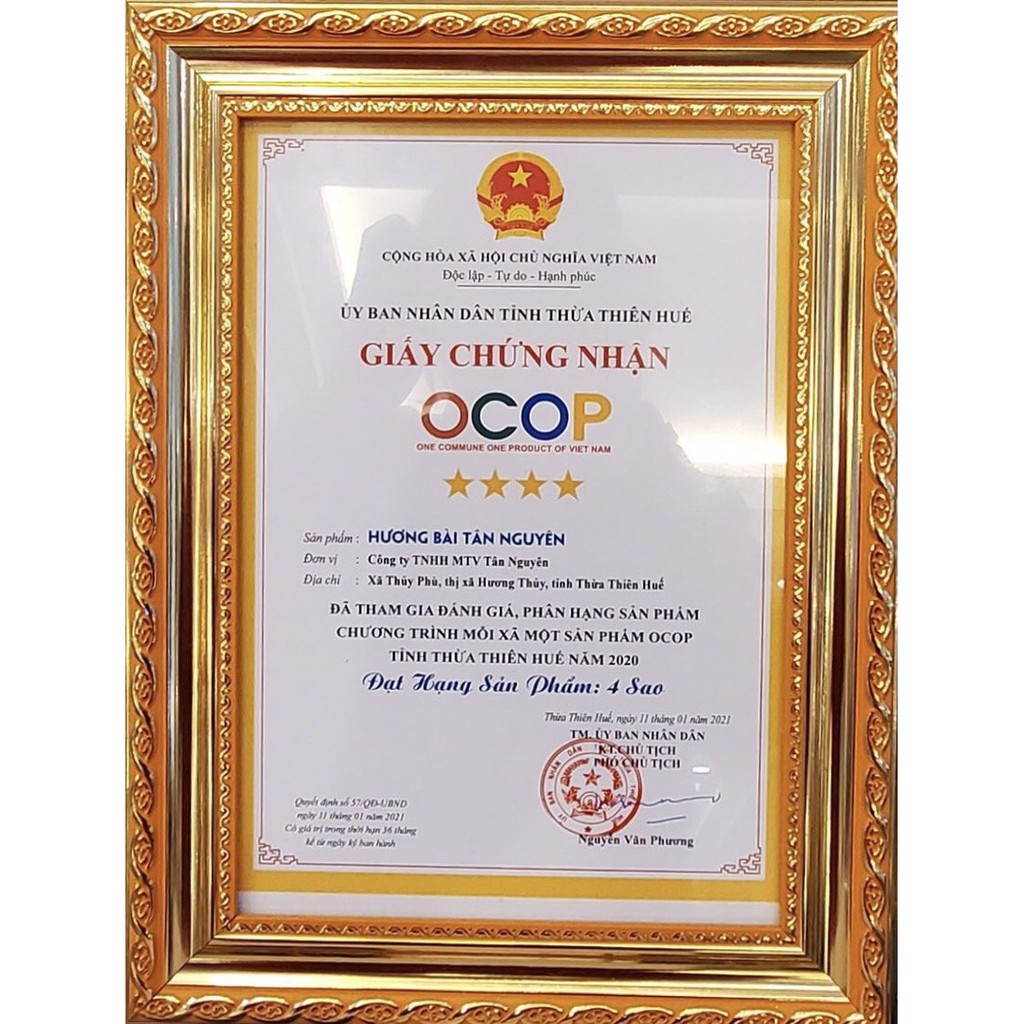 CỘNG HÒA XÃ HỘI CHỦ NGHĨA VIỆT NAM
Độc lập - Tự do - Hạnh phúc
ỦY BAN NHÂN DÂN TỈNH THỪA THIÊN HUẾ
GIẤY CHỨNG NHẬN
OCOP
ONE COMMUNE ONE PRODUCT OF VIET NAM
Sản phẩm : HƯƠNG BÀI TÂN NGUYÊN
Đơn vị : Công ty TNHH MTV Tân Nguyên
Địa chỉ : Xã Thủy Phù, thị xã Hương Thủy, tỉnh Thừa Thiên Huế
ĐÃ THAM GIA ĐÁNH GIÁ, PHÂN HẠNG SẢN PHẨM
CHƯƠNG TRÌNH MỖI XÃ MỘT SẢN PHẨM OCOP
TỈNH THỪA THIÊN HUẾ NĂM 2020
Đạt Hạng Sản Phẩm: 4 Sao
Thừa Thiên Huế, ngày 11 tháng 01 năm 2021
TM. ỦY BAN NHÂN DÂN
KT.CHỦ TỊCH
PHÓ CHỦ TỊCH
Nguyễn Văn Phương
Quyết định số 57/QĐ-UBND
ngày 11 tháng 01 năm 2021
Có giá trị trong thời hạn 36 tháng
kể từ ngày ký ban hành